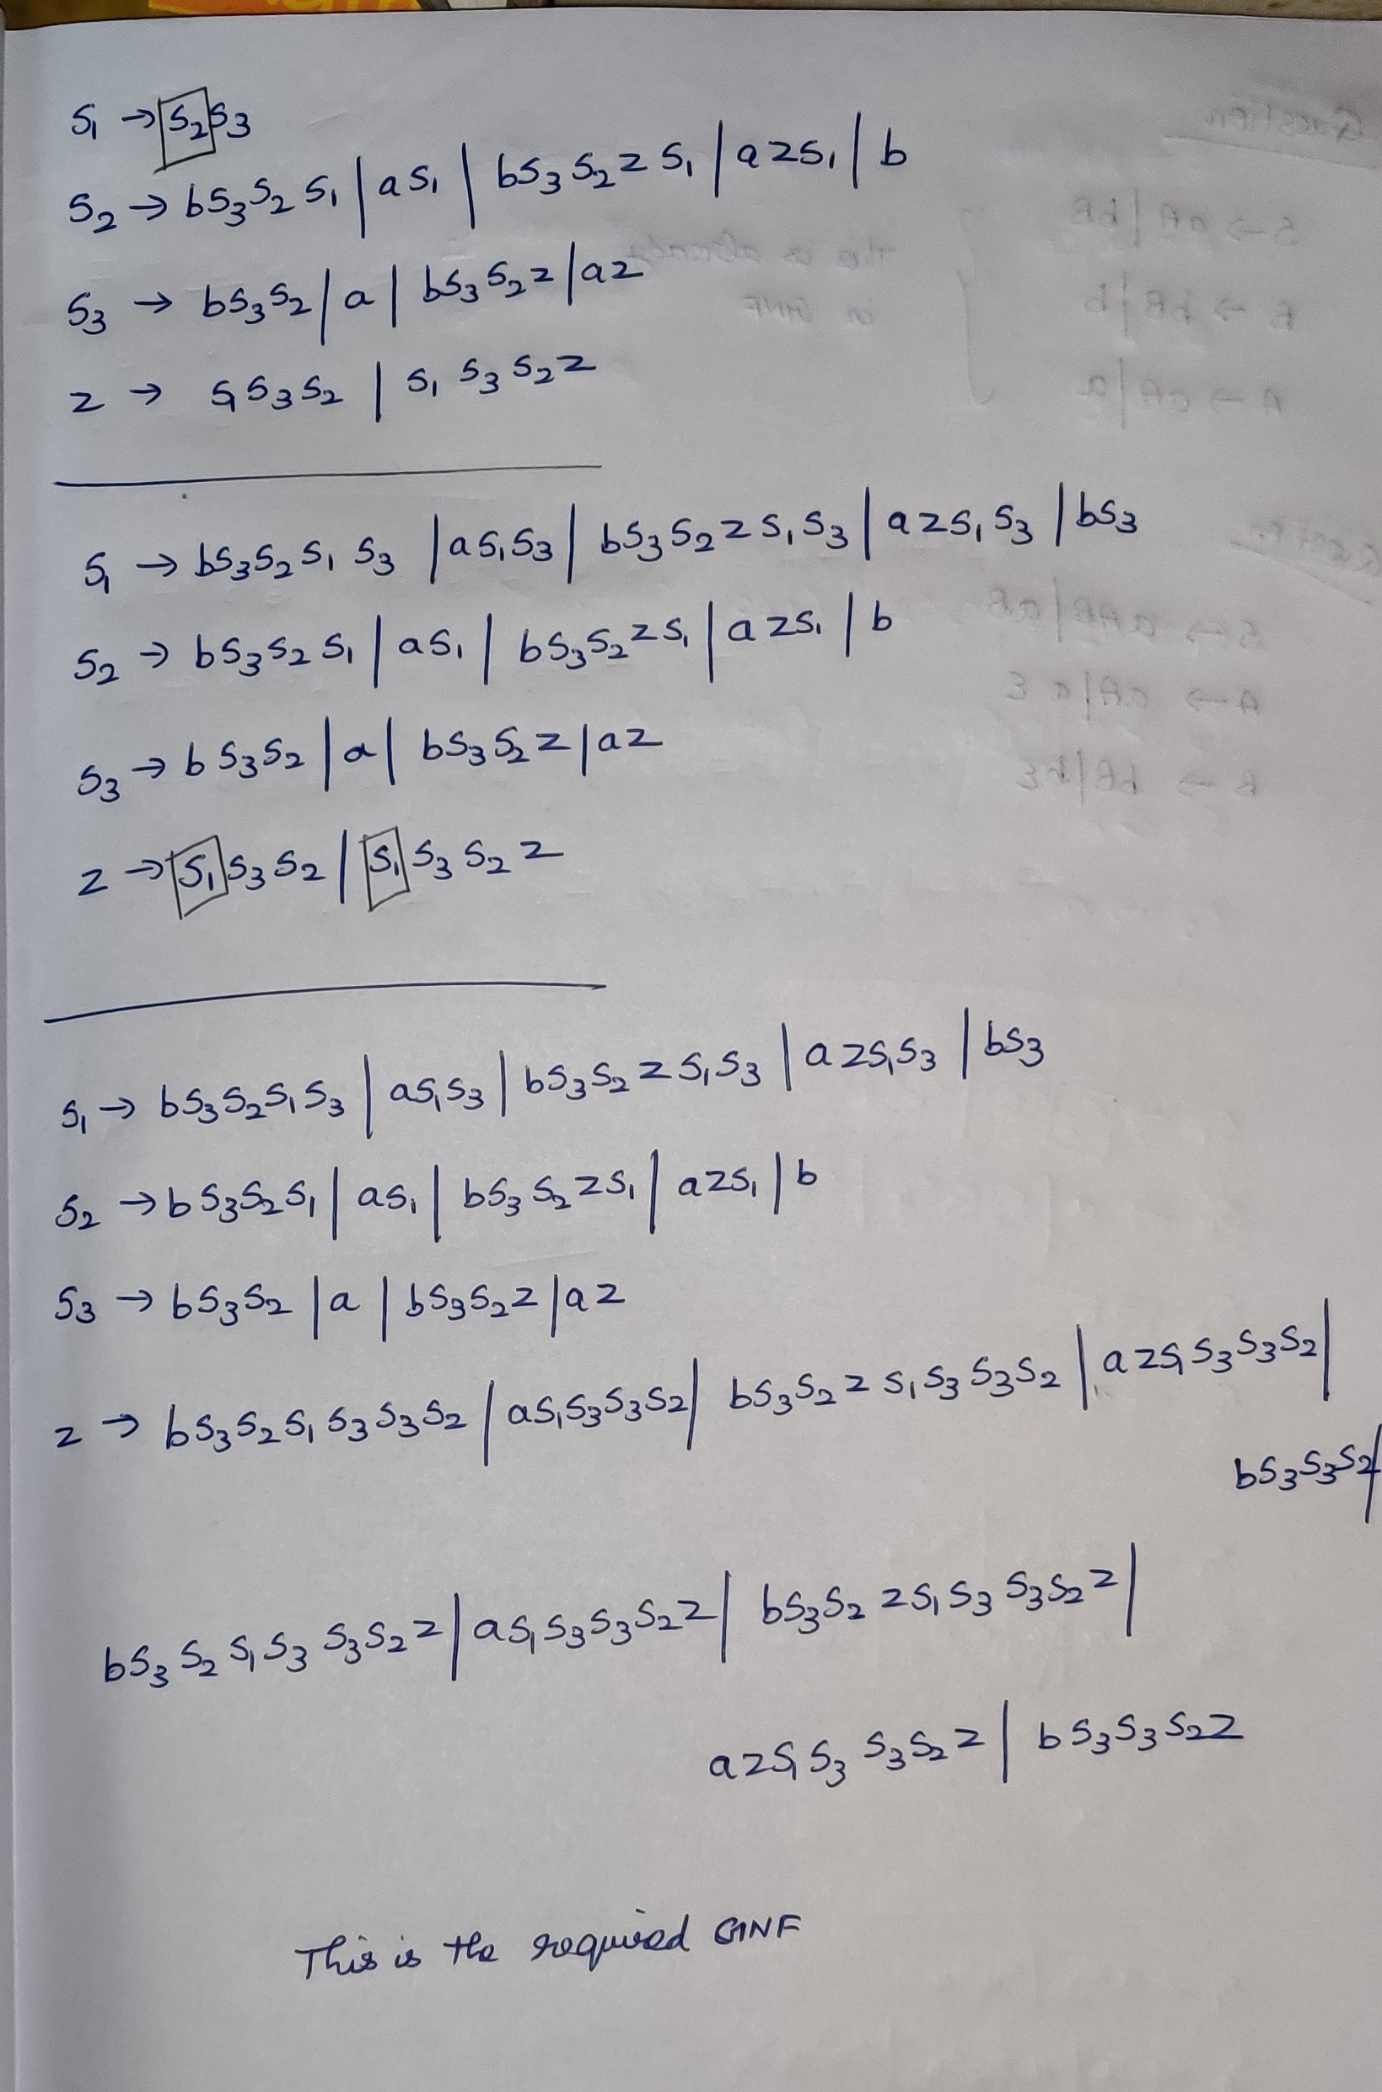 S₁ → S₂S₃
S₂ → bS₃S₂S₁ | aS₁ | bS₃S₂zS₁ | azS₁ | b
S₃ → bS₃S₂ | a | bS₃S₂z | az
z → S₁S₃S₂ | S₁S₃S₂z
S₁ → bS₃S₂S₁S₃ | aS₁S₃ | bS₃S₂zS₁S₃ | azS₁S₃ | bS₃
S₂ → bS₃S₂S₁ | aS₁ | bS₃S₂zS₁ | azS₁ | b
S₃ → bS₃S₂ | a | bS₃S₂z | az
z → S₁S₃S₂ | S₁S₃S₂z
S₁ → bS₃S₂S₁S₃ | aS₁S₃ | bS₃S₂zS₁S₃ | azS₁S₃ | bS₃
S₂ → bS₃S₂S₁ | aS₁ | bS₃S₂zS₁ | azS₁ | b
S₃ → bS₃S₂ | a | bS₃S₂z | az
z → bS₃S₂S₁S₃S₃S₂ | aS₁S₃S₃S₂ | bS₃S₂zS₁S₃S₃S₂ | azS₁S₃S₃S₂ |
bS₃S₃S₂ |
bS₃S₂S₁S₃S₃S₂z | aS₁S₃S₃S₂z | bS₃S₂zS₁S₃S₃S₂z |
azS₁S₃S₃S₂z | bS₃S₃S₂z
This is the required GNF